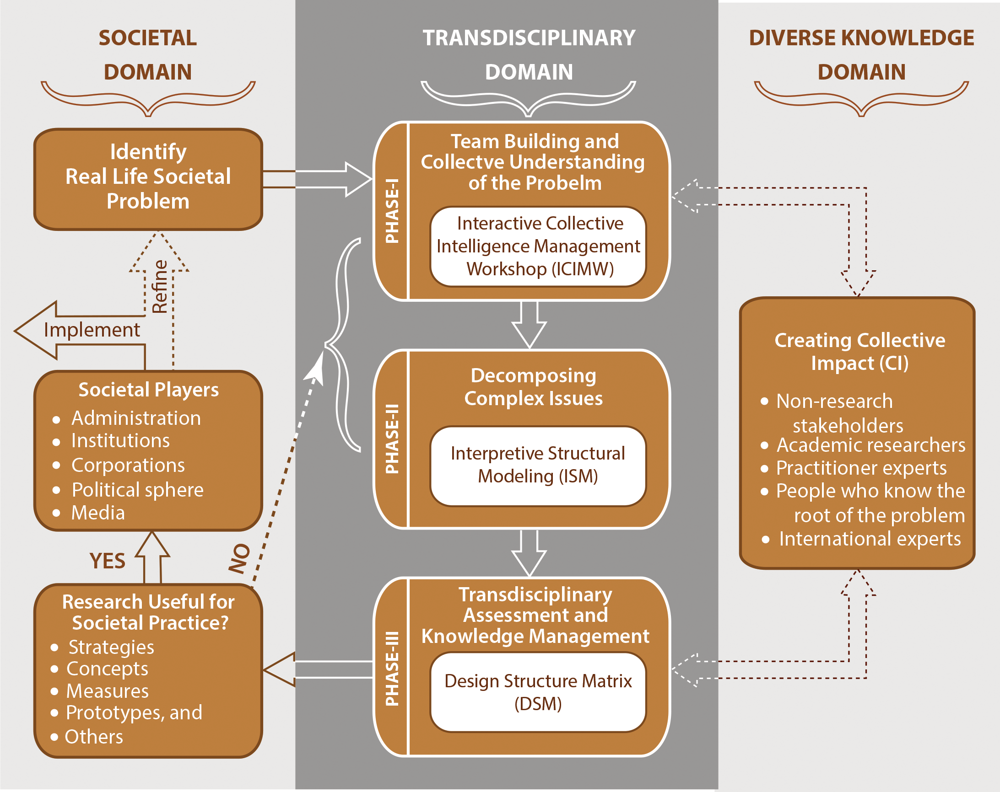 SOCIETAL
DOMAIN
TRANSDISCIPLINARY
DOMAIN
DIVERSE KNOWLEDGE
DOMAIN
Identify
Real Life Societal
Problem
Refine
Implement
Societal Players
• Administration
• Institutions
• Corporations
• Political sphere
• Media
YES
NO
Research Useful for
Societal Practice?
• Strategies
• Concepts
• Measures
• Prototypes, and
• Others
PHASE-I
Team Building and
Collectve Understanding
of the Probelm
Interactive Collective
Intelligence Management
Workshop (ICIMW)
PHASE-II
Decomposing
Complex Issues
Interpretive Structural
Modeling (ISM)
PHASE-III
Transdisciplinary
Assessment and
Knowledge Management
Design Structure Matrix
(DSM)
Creating Collective
Impact (CI)
• Non-research
stakeholders
• Academic researchers
• Practitioner experts
• People who know the
root of the problem
• International experts